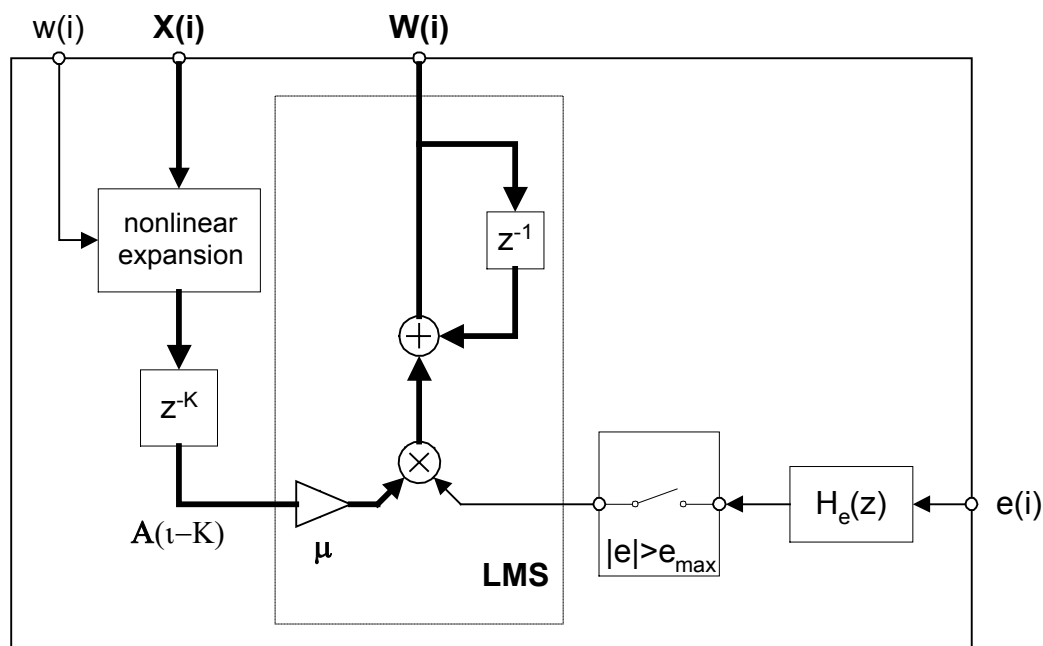 w(i)
X(i)
W(i)
nonlinear
expansion
z⁻¹
+
z⁻ᴷ
×
Hₑ(z)
e(i)
A(ι−K)
μ
|e|>eₘₐₓ
LMS